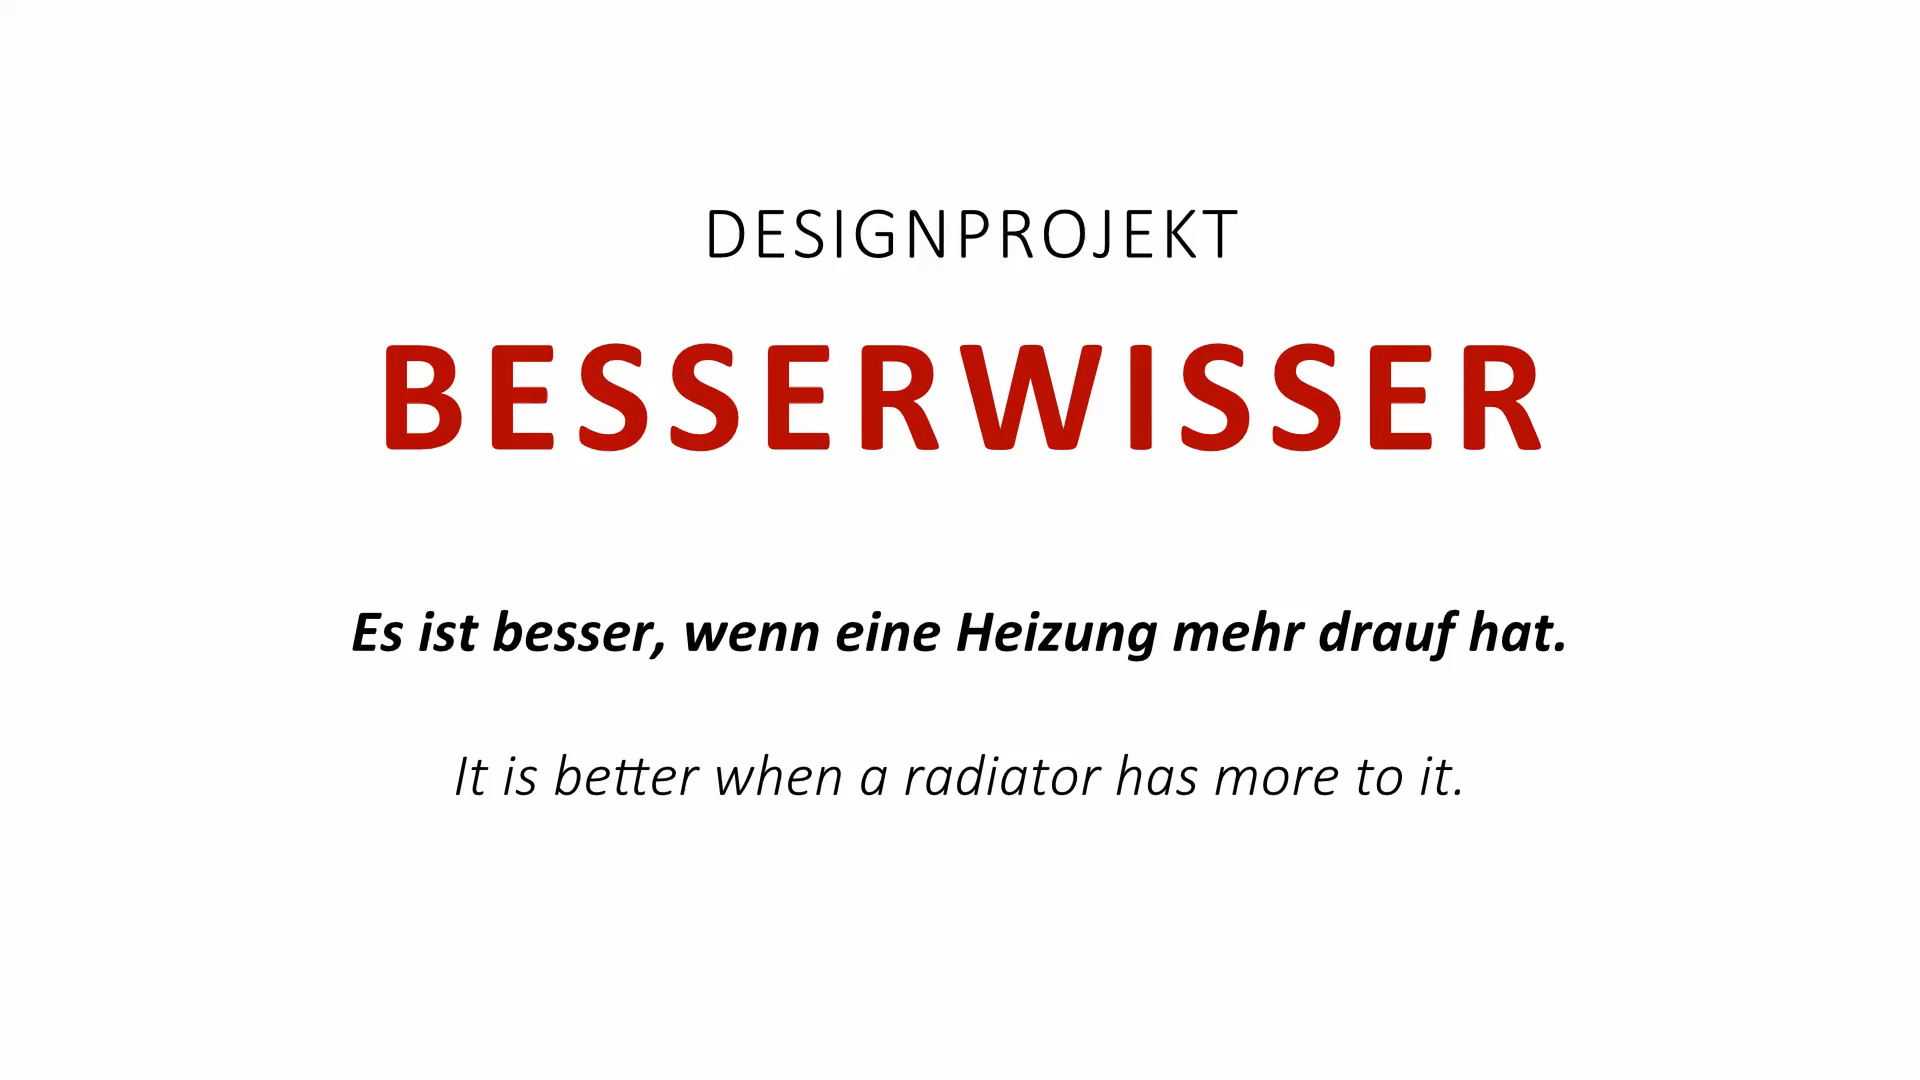 DESIGNPROJEKT
BESSERWISSER
Es ist besser, wenn eine Heizung mehr drauf hat.
It is better when a radiator has more to it.